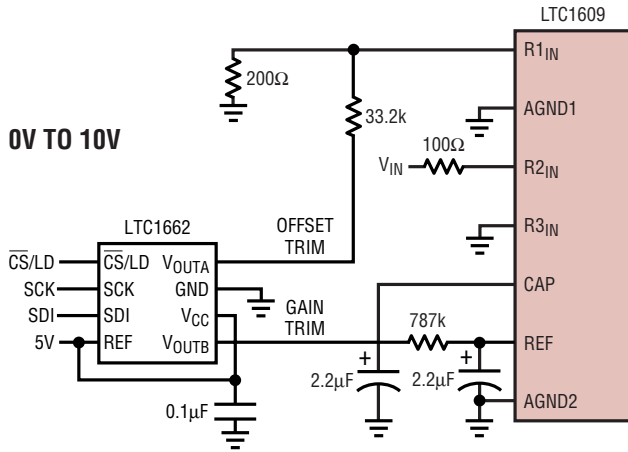 LTC1609
R1IN
200Ω
33.2k
AGND1
0V TO 10V
100Ω
VIN
R2IN
LTC1662
OFFSET
TRIM
R3IN
CS/LD
CS/LD
VOUTA
SCK
SCK
GND
GAIN
TRIM
CAP
SDI
SDI
VCC
787k
5V
REF
VOUTB
REF
+
+
2.2µF
2.2µF
0.1µF
AGND2